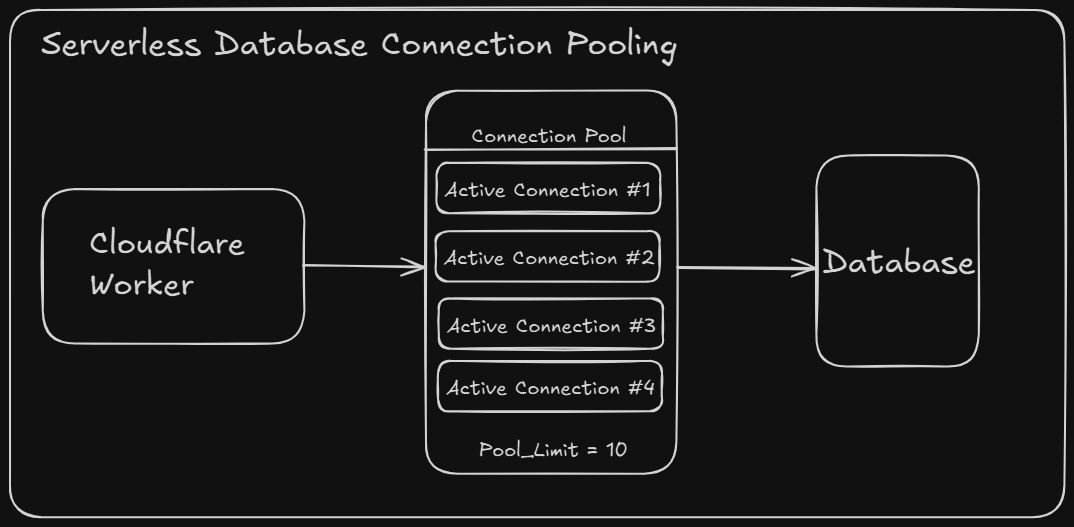 Serverless Database Connection Pooling
Connection Pool
Active Connection #1
Active Connection #2
Active Connection #3
Active Connection #4
Pool_Limit = 10
Cloudflare
Worker
Database